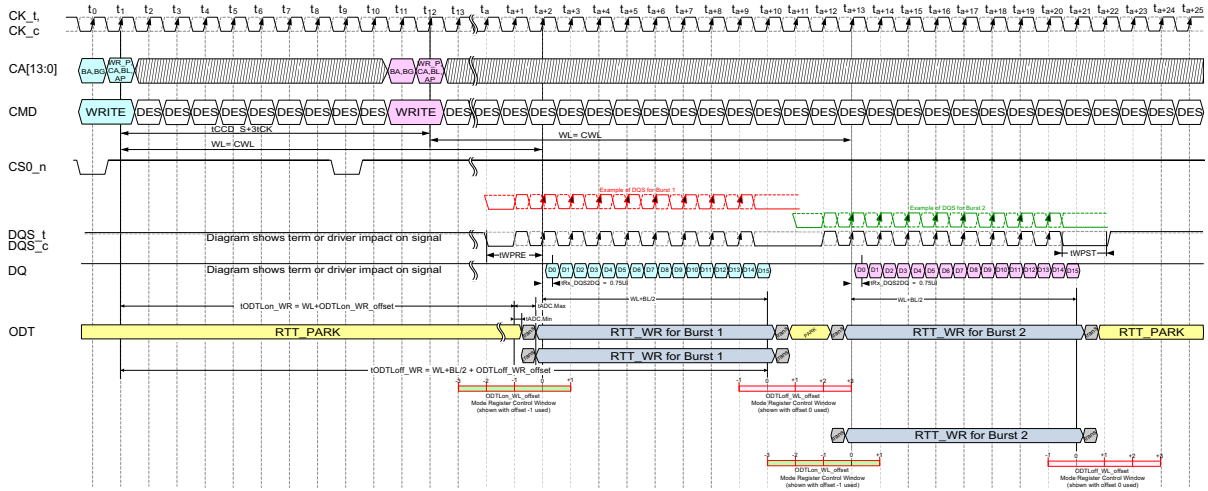 t0 t1 t2 t3 t4 t5 t6 t7 t8 t9 t10 t11 t12 t13 ta ta+1 ta+2 ta+3 ta+4 ta+5 ta+6 ta+7 ta+8 ta+9 ta+10 ta+11 ta+12 ta+13 ta+14 ta+15 ta+16 ta+17 ta+18 ta+19 ta+20 ta+21 ta+22 ta+23 ta+24 ta+25
CK_t,
CK_c
CA[13:0] BA,BG WR_P CA,BL, AP BA,BG WR_P CA,BL, AP
CMD WRITE DES DES DES DES DES DES DES DES DES WRITE DES DES DES DES DES DES DES DES DES DES DES DES DES DES DES DES DES DES DES DES DES DES DES DES DES DES DES
tCCD_S+3tCK
WL= CWL
WL= CWL
CS0_n
Example of DQS for Burst 1
Example of DQS for Burst 2
DQS_t
DQS_c
Diagram shows term or driver impact on signal
tWPRE
tWPST
DQ Diagram shows term or driver impact on signal D0 D1 D2 D3 D4 D5 D6 D7 D8 D9 D10 D11 D12 D13 D14 D15 D0 D1 D2 D3 D4 D5 D6 D7 D8 D9 D10 D11 D12 D13 D14 D15
tRx_DQS2DQ = 0.75UI
tRx_DQS2DQ = 0.75UI
WL+BL/2
WL+BL/2
tODTLon_WR = WL+ODTLon_WR_offset
tADC.Max
tADC.Min
ODT RTT_PARK trans RTT_WR for Burst 1 trans PARK trans RTT_WR for Burst 2 trans RTT_PARK
trans RTT_WR for Burst 1 trans
tODTLoff_WR = WL+BL/2 + ODTLoff_WR_offset
-3 -2 -1 0 +1
ODTLon_WL_offset
Mode Register Control Window
(shown with offset -1 used)
-1 0 +1 +2 +3
ODTLoff_WL_offset
Mode Register Control Window
(shown with offset 0 used)
trans RTT_WR for Burst 2 trans
-3 -2 -1 0 +1
ODTLon_WL_offset
Mode Register Control Window
(shown with offset -1 used)
-1 0 +1 +2 +3
ODTLoff_WL_offset
Mode Register Control Window
(shown with offset 0 used)